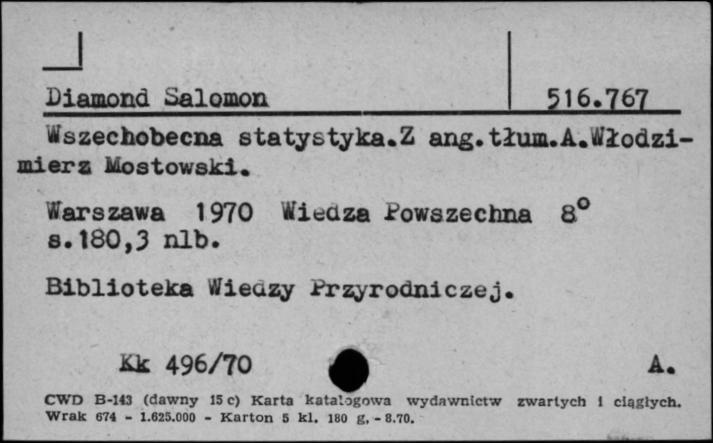 Diamond Salomon 516.767
Wszechobecna statystyka.Z ang.tłum.A.Włodzi-
mierz Mostowski.
Warszawa 1970 Wiedza Powszechna 8°
s.180,3 nlb.
Biblioteka Wiedzy Przyrodniczej.
Kk 496/70 A.
CWD B-143 (dawny 15 c) Karta katalogowa wydawnictw zwartych i ciągłych.
Wrak 674 - 1.625.000 - Karton 5 kl. 180 g. - 8.70.